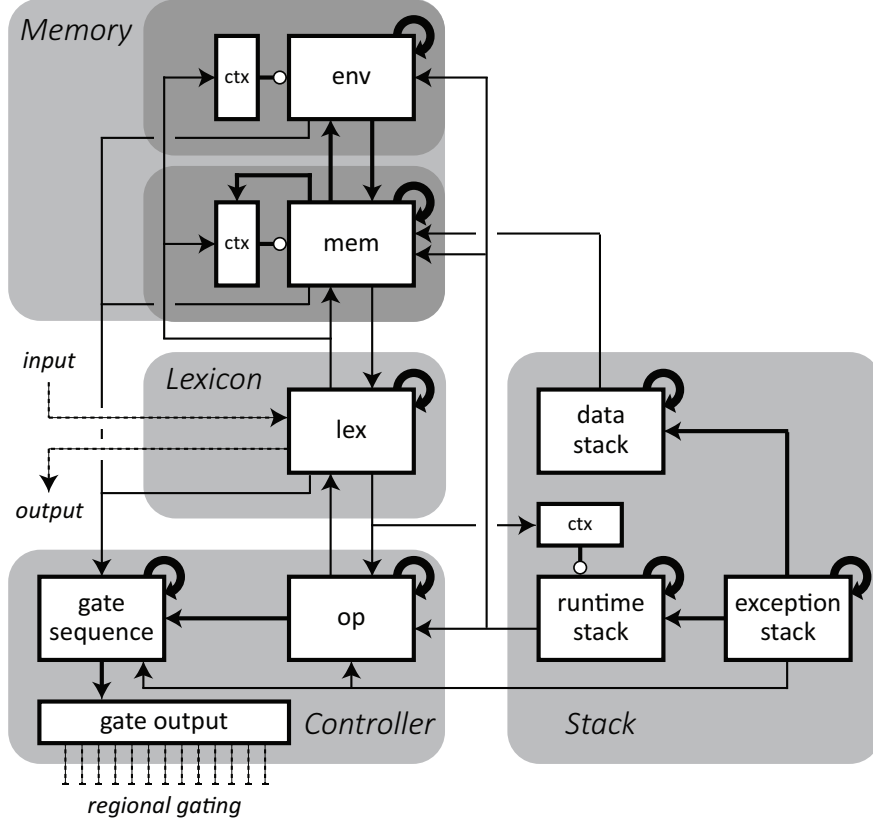 Memory
ctx
env
ctx
mem
input
Lexicon
lex
output
data
stack
ctx
gate
sequence
op
runtime
stack
exception
stack
gate output
Controller
Stack
regional gating